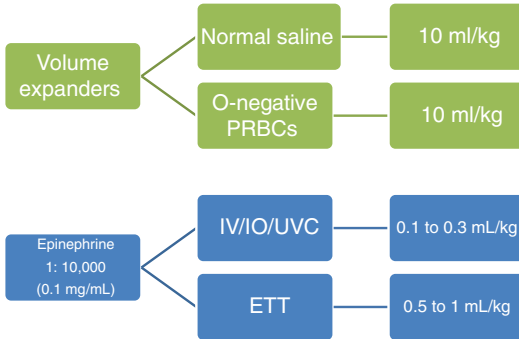 Volume
expanders
Normal saline
10 ml/kg
O-negative
PRBCs
10 ml/kg
Epinephrine
1: 10,000
(0.1 mg/mL)
IV/IO/UVC
0.1 to 0.3 mL/kg
ETT
0.5 to 1 mL/kg